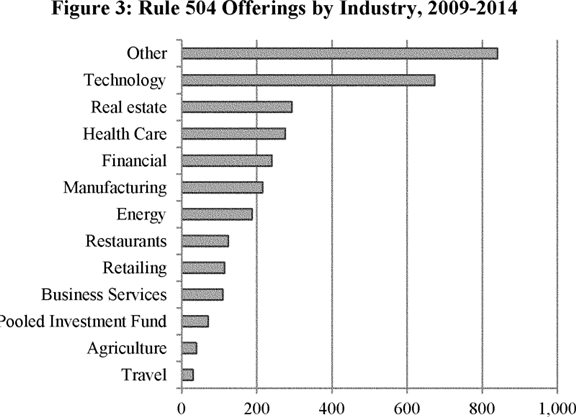 Figure 3: Rule 504 Offerings by Industry, 2009-2014
Other
Technology
Real estate
Health Care
Financial
Manufacturing
Energy
Restaurants
Retailing
Business Services
Pooled Investment Fund
Agriculture
Travel
0 200 400 600 800 1,000